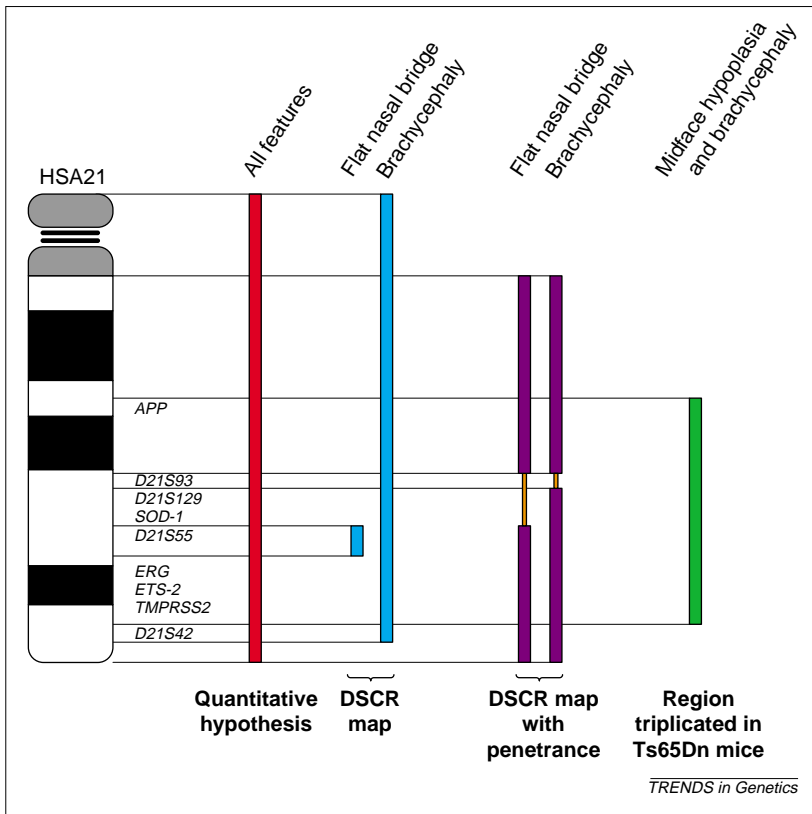 All features
Flat nasal bridge
Brachycephaly
Flat nasal bridge
Brachycephaly
Midface hypoplasia
and brachycephaly
HSA21
APP
D21S93
D21S129
SOD-1
D21S55
ERG
ETS-2
TMPRSS2
D21S42
Quantitative
hypothesis
DSCR
map
DSCR map
with
penetrance
Region
triplicated in
Ts65Dn mice
TRENDS in Genetics